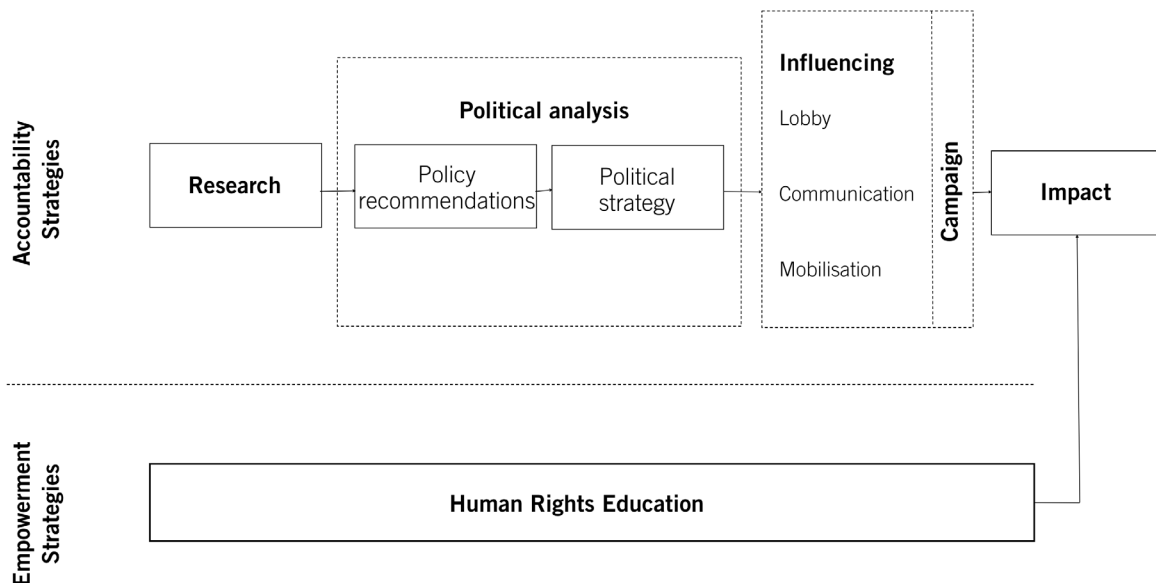 Accountability
Strategies
Research
Political analysis
Policy
recommendations
Political
strategy
Influencing
Lobby
Communication
Mobilisation
Campaign
Impact
Empowerment
Strategies
Human Rights Education